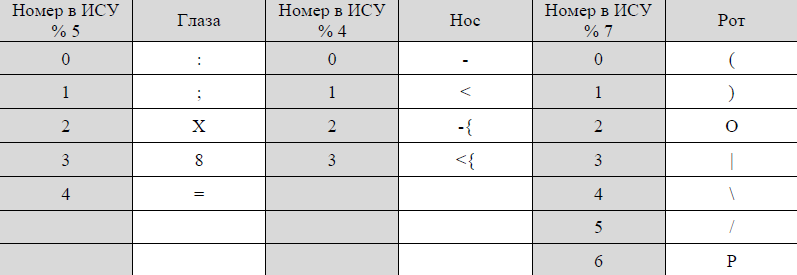 Номер в ИСУ % 5 Глаза Номер в ИСУ % 4 Нос Номер в ИСУ % 7 Рот
0 : 0 - 0 (
1 ; 1 < 1 )
2 X 2 -{ 2 O
3 8 3 <{ 3 |
4 = 4 \
5 /
6 P